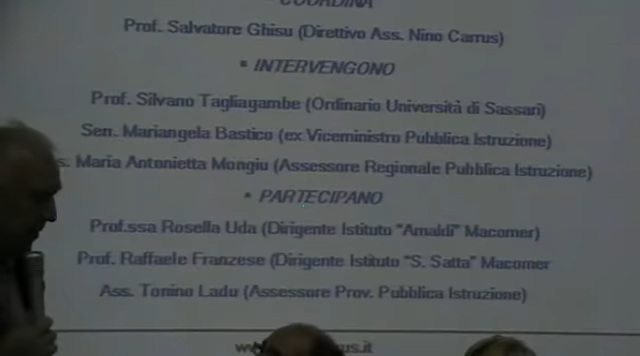 COORDINA
Prof. Salvatore Ghisu (Direttivo Ass. Nino Carrus)
• INTERVENGONO
Prof. Silvano Tagliagambe (Ordinario Università di Sassari)
Sen. Mariangela Bastico (ex Viceministro Pubblica Istruzione)
s. Maria Antonietta Mongiu (Assessore Regionale Pubblica Istruzione)
• PARTECIPANO
Prof.ssa Rosella Uda (Dirigente Istituto "Amaldi" Macomer)
Prof. Raffaele Franzese (Dirigente Istituto "S. Satta" Macomer
Ass. Tonino Ladu (Assessore Prov. Pubblica Istruzione)